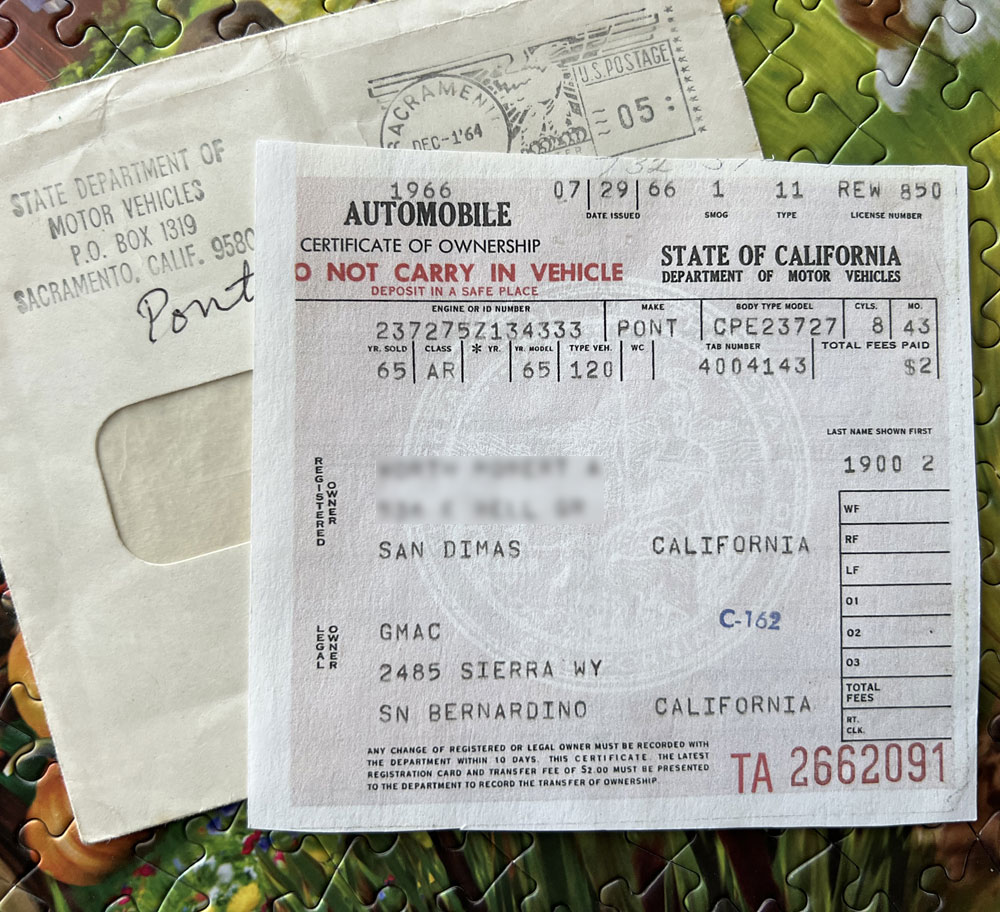 STATE DEPARTMENT OF
MOTOR VEHICLES
P.O. BOX 1319
SACRAMENTO, CALIF. 9580
Pont
SACRAMEN
DEC-1'64
U.S. POSTAGE
05
1966
AUTOMOBILE
CERTIFICATE OF OWNERSHIP
O NOT CARRY IN VEHICLE
DEPOSIT IN A SAFE PLACE
07 29 66 1 11 REW 850
DATE ISSUED SMOG TYPE LICENSE NUMBER
STATE OF CALIFORNIA
DEPARTMENT OF MOTOR VEHICLES
ENGINE OR ID NUMBER MAKE BODY TYPE MODEL CYLS. MO.
237275Z134333 PONT CPE23727 8 43
YR. SOLD CLASS * YR. YR. MODEL TYPE VEH. WC TAB NUMBER TOTAL FEES PAID
65 AR 65 120 4004143 $2
LAST NAME SHOWN FIRST
1900 2
REGISTERED OWNER
SAN DIMAS CALIFORNIA
WF
RF
LF
01
02
03
TOTAL FEES
RT. CLK.
C-162
LEGAL OWNER
GMAC
2485 SIERRA WY
SN BERNARDINO CALIFORNIA
ANY CHANGE OF REGISTERED OR LEGAL OWNER MUST BE RECORDED WITH
THE DEPARTMENT WITHIN 10 DAYS. THIS CERTIFICATE, THE LATEST
REGISTRATION CARD AND TRANSFER FEE OF $2.00 MUST BE PRESENTED
TO THE DEPARTMENT TO RECORD THE TRANSFER OF OWNERSHIP.
TA 2662091